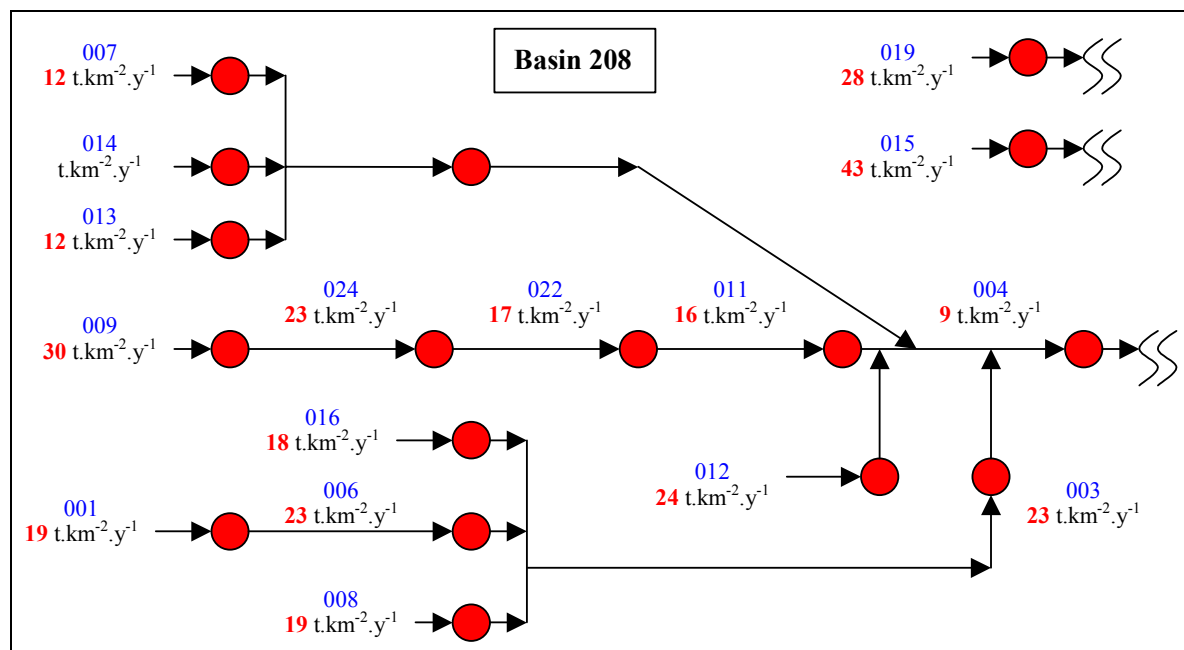 Basin 208
007
12 t.km-2.y-1
014
t.km-2.y-1
013
12 t.km-2.y-1
019
28 t.km-2.y-1
015
43 t.km-2.y-1
009
30 t.km-2.y-1
024
23 t.km-2.y-1
022
17 t.km-2.y-1
011
16 t.km-2.y-1
004
9 t.km-2.y-1
016
18 t.km-2.y-1
001
19 t.km-2.y-1
006
23 t.km-2.y-1
008
19 t.km-2.y-1
012
24 t.km-2.y-1
003
23 t.km-2.y-1